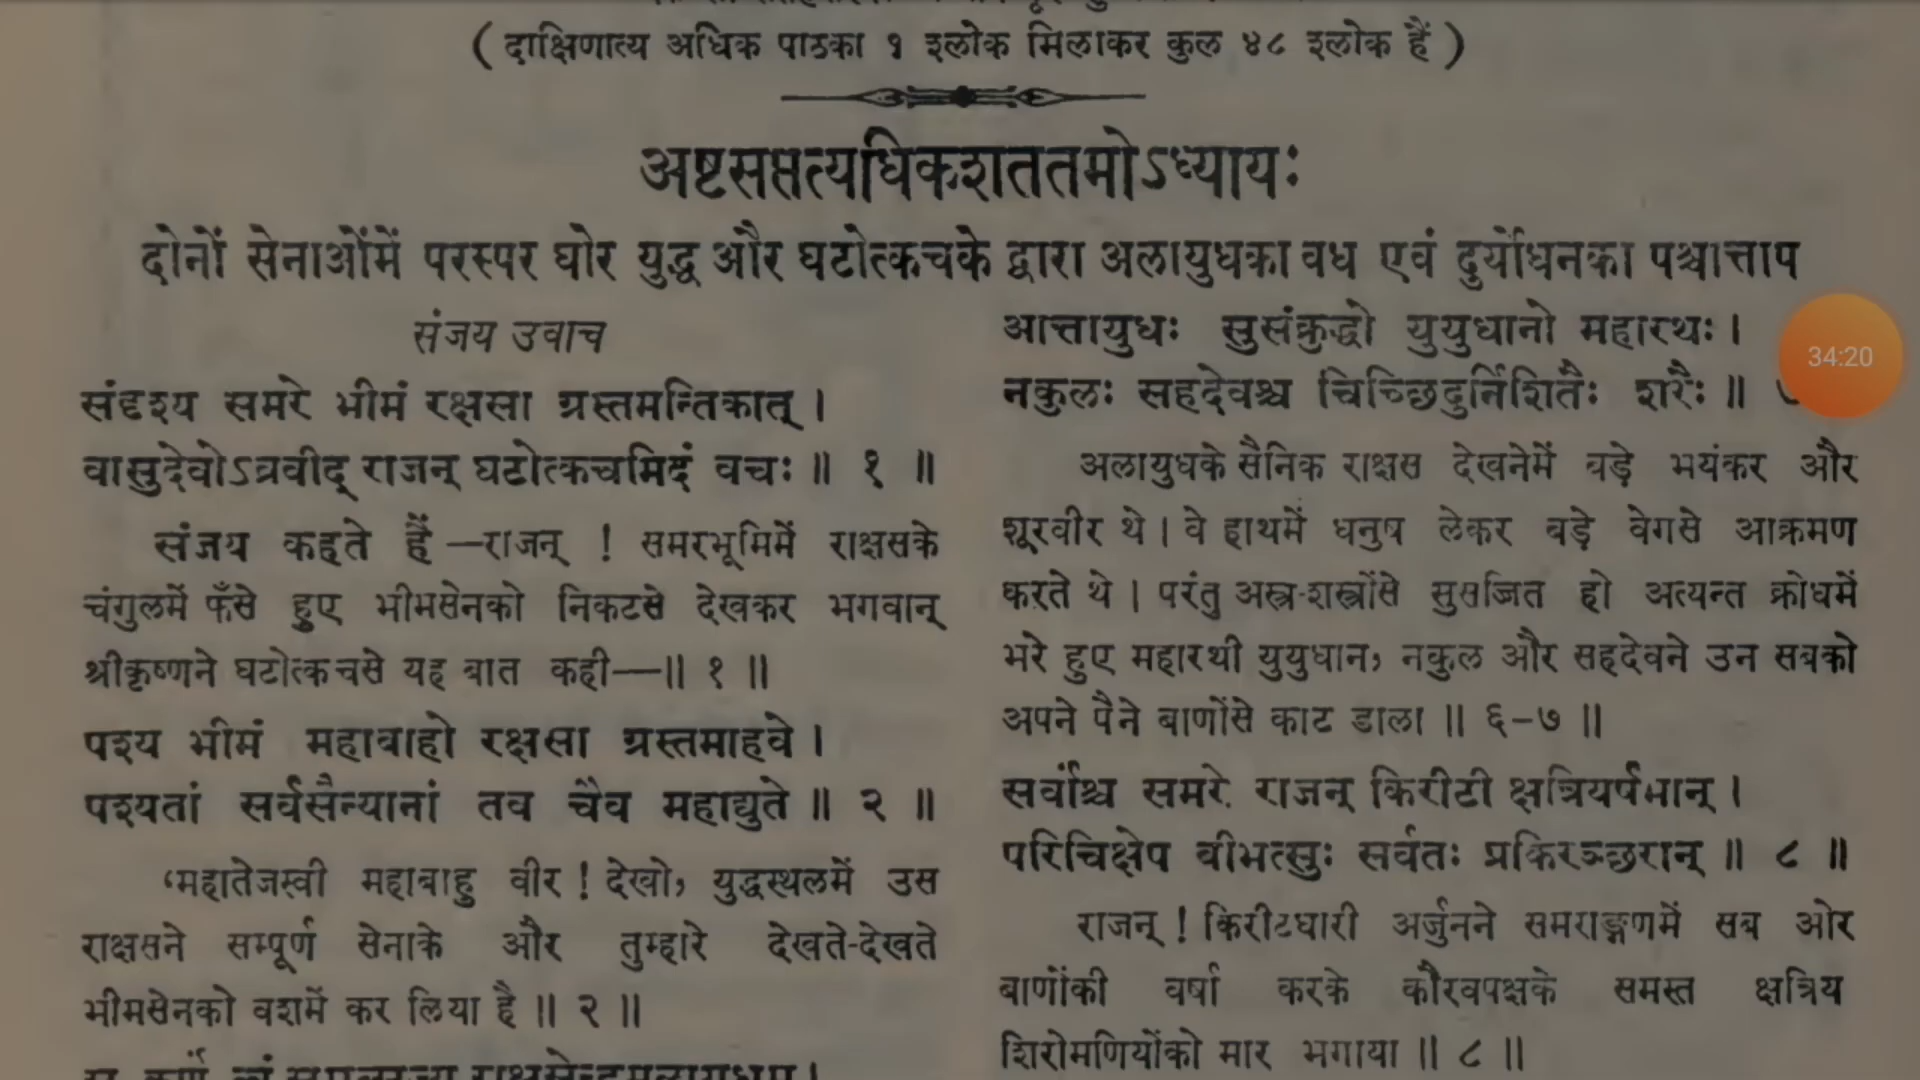 ( दाक्षिणात्य अधिक पाठका १ श्लोक मिलाकर कुल ४८ श्लोक हैं )
अष्टसप्तत्यधिकशततमोऽध्यायः
दोनों सेनाओंमें परस्पर घोर युद्ध और घटोत्कचके द्वारा अलायुधका वध एवं दुर्योधनका पश्चात्ताप
संजय उवाच
संदृश्य समरे भीमं रक्षसा ग्रस्तमन्तिकात् ।
वासुदेवोऽब्रवीद् राजन् घटोत्कचमिदं वचः ॥ १ ॥
संजय कहते हैं—राजन् ! समरभूमिमें राक्षसके
चंगुलमें फँसे हुए भीमसेनको निकटसे देखकर भगवान्
श्रीकृष्णने घटोत्कचसे यह बात कही—॥ १ ॥
पश्य भीमं महाबाहो रक्षसा ग्रस्तमाहवे ।
पश्यतां सर्वसैन्यानां तव चैव महाद्युते ॥ २ ॥
‘महातेजस्वी महाबाहु वीर ! देखो, युद्धस्थलमें उस
राक्षसने सम्पूर्ण सेनाके और तुम्हारे देखते-देखते
भीमसेनको वशमें कर लिया है ॥ २ ॥
आत्तायुधः सुसंक्रुद्धो युयुधानो महारथः ।
नकुलः सहदेवश्च चिच्छिदुर्निशितैः शरैः ॥
34:20
अलायुधके सैनिक राक्षस देखनेमें बड़े भयंकर और
शूरवीर थे । वे हाथमें धनुष लेकर बड़े वेगसे आक्रमण
करते थे । परंतु अस्त्र-शस्त्रोंसे सुसज्जित हो अत्यन्त क्रोधमें
भरे हुए महारथी युयुधान, नकुल और सहदेवने उन सबको
अपने पैने बाणोंसे काट डाला ॥ ६-७ ॥
सर्वांश्च समरे राजन् किरीटी क्षत्रियर्षभान् ।
परिचिक्षेप बीभत्सुः सर्वतः प्रकिरञ्छरान् ॥ ८ ॥
राजन् ! किरीटधारी अर्जुनने समराङ्गणमें सब ओर
बाणोंकी वर्षा करके कौरवपक्षके समस्त क्षत्रिय
शिरोमणियोंको मार भगाया ॥ ८ ॥